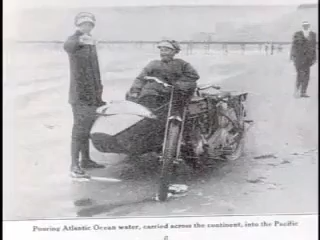 Pouring Atlantic Ocean water, carried across the continent, into the Pacific